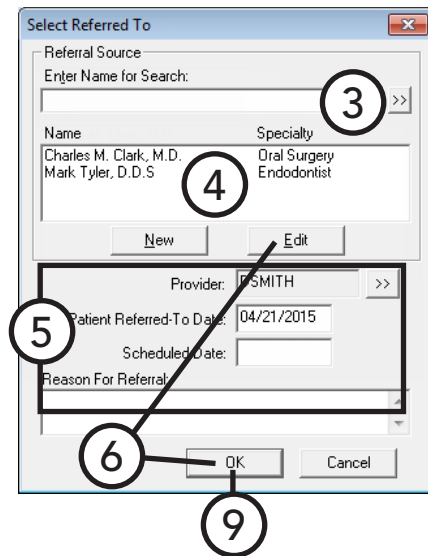 Select Referred To
Referral Source
Enter Name for Search:
3
>>
Name Specialty
Charles M. Clark, M.D. Oral Surgery
Mark Tyler, D.D.S Endodontist
4
New Edit
Provider: DSMITH >>
5
Patient Referred-To Date: 04/21/2015
Scheduled Date:
Reason For Referral:
6
OK Cancel
9